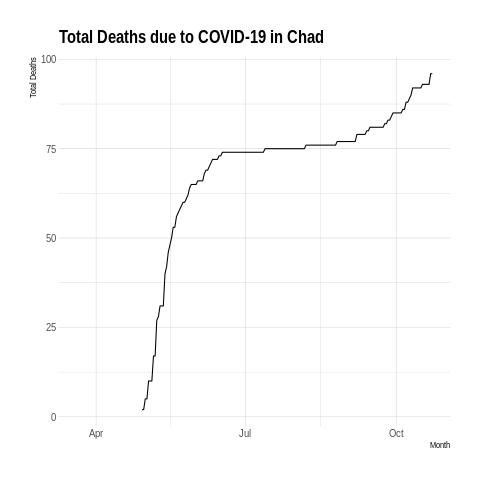 Total Deaths due to COVID-19 in Chad
Total Deaths
100
75
50
25
0
Apr
Jul
Oct
Month